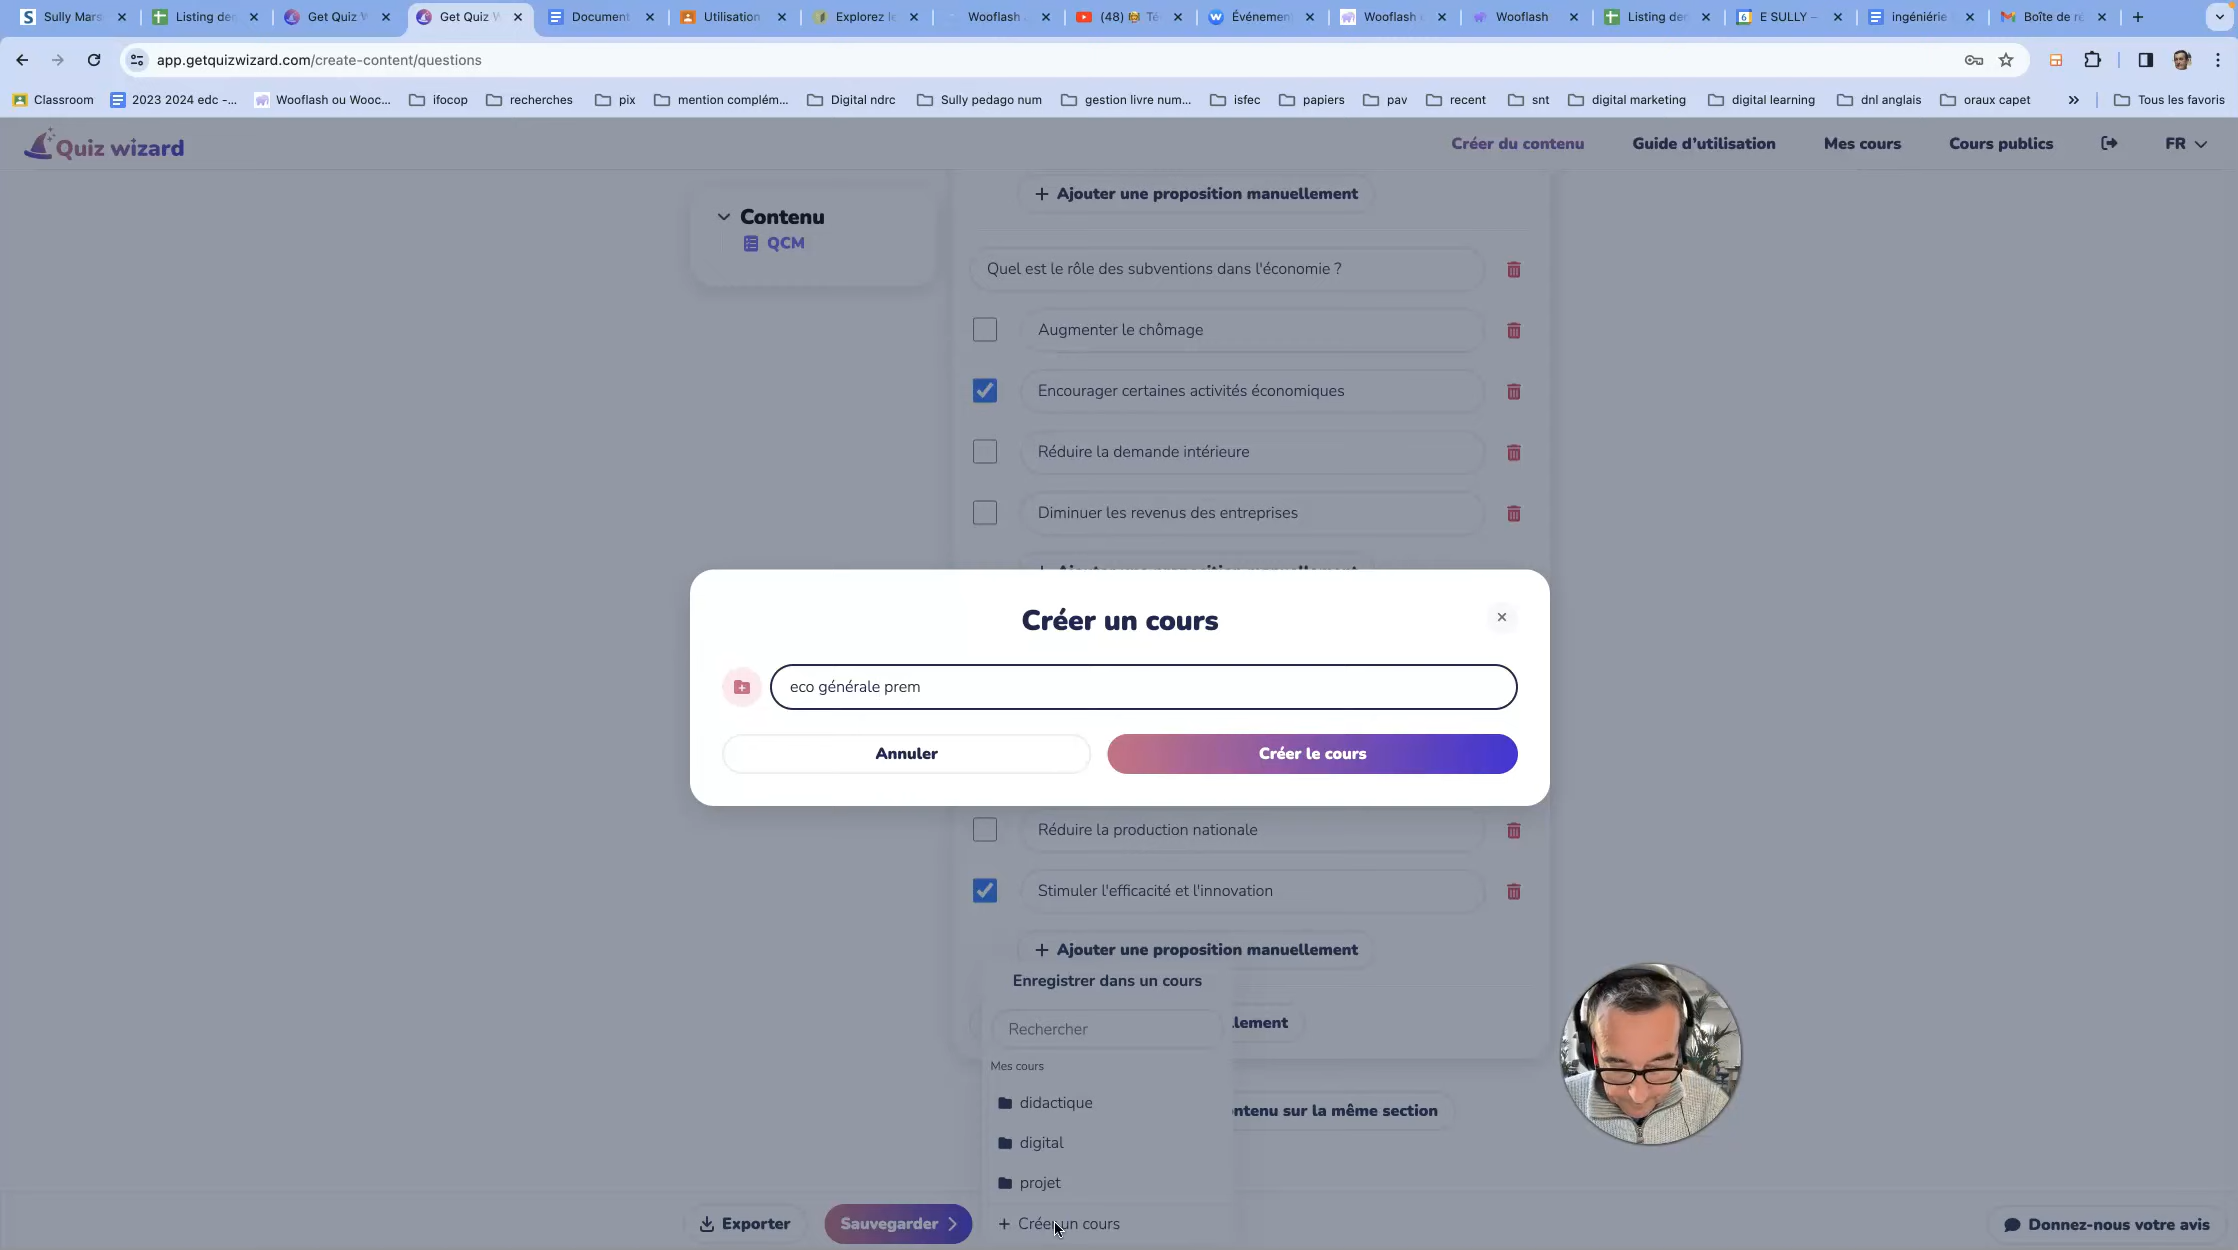 Sully Mars
Listing de
Get Quiz W
Get Quiz W
Document
Utilisation
Explorez le
Wooflash
(48)
Événemen
Wooflash
Wooflash
Listing de
E SULLY –
ingéniérie
Boîte de ré
app.getquizwizard.com/create-content/questions
Classroom
2023 2024 edc -...
Wooflash ou Wooc...
ifocop
recherches
pix
mention complém...
Digital ndrc
Sully pedago num
gestion livre num...
isfec
papiers
pav
recent
snt
digital marketing
digital learning
dnl anglais
oraux capet
Tous les favoris
Quiz wizard
Créer du contenu
Guide d'utilisation
Mes cours
Cours publics
FR
Contenu
QCM
+ Ajouter une proposition manuellement
Quel est le rôle des subventions dans l'économie ?
Augmenter le chômage
Encourager certaines activités économiques
Réduire la demande intérieure
Diminuer les revenus des entreprises
Créer un cours
eco générale prem
Annuler
Créer le cours
Réduire la production nationale
Stimuler l'efficacité et l'innovation
+ Ajouter une proposition manuellement
Enregistrer dans un cours
Rechercher
lement
Mes cours
didactique
ntenu sur la même section
digital
projet
+ Créer un cours
Exporter
Sauvegarder
Donnez-nous votre avis